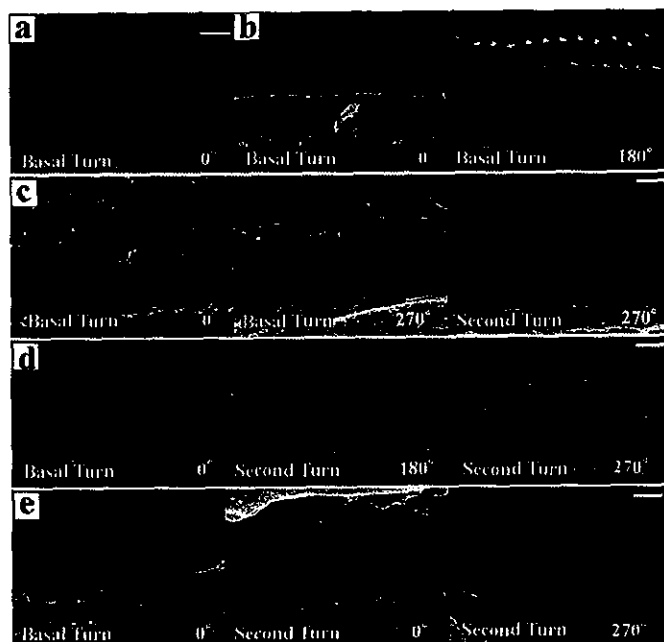 a b
Basal Turn 0° Basal Turn 0 Basal Turn 180°
c
Basal Turn 0 Basal Turn 270° Second Turn 270°
d
Basal Turn 0° Second Turn 180° Second Turn 270°
e
Basal Turn 0° Second Turn 0° Second Turn 270°